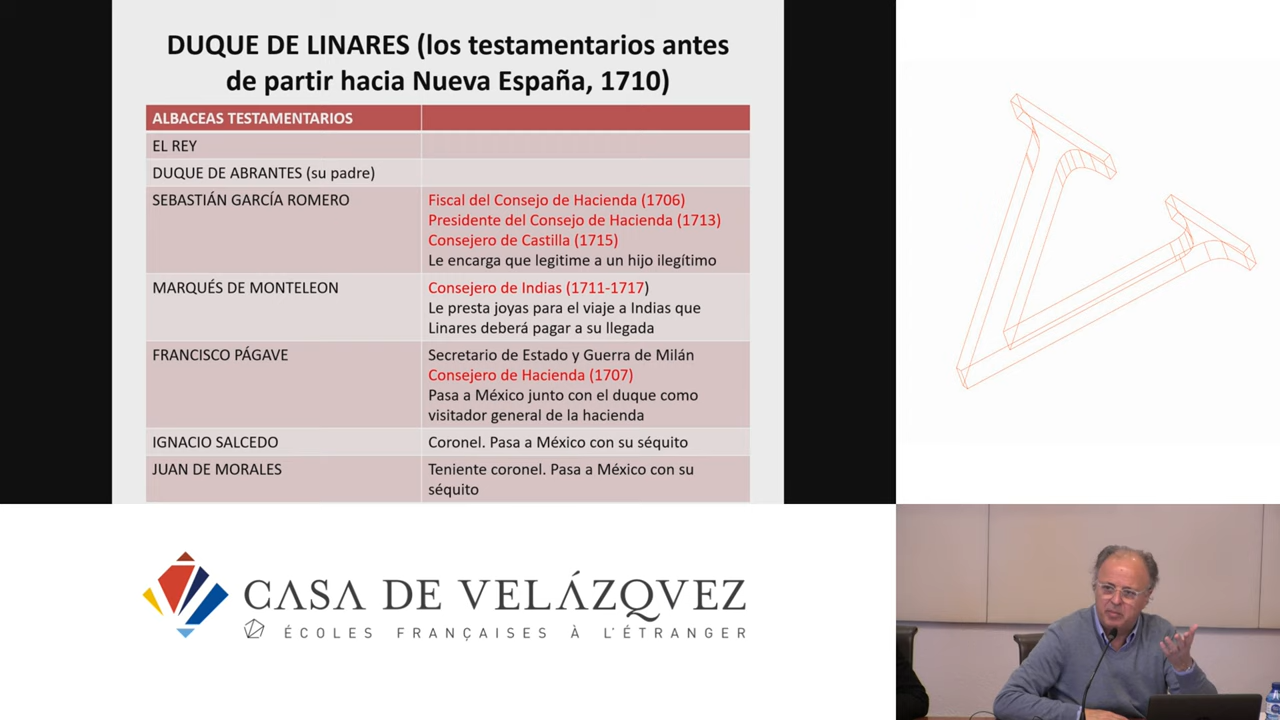 DUQUE DE LINARES (los testamentarios antes
de partir hacia Nueva España, 1710)
ALBACEAS TESTAMENTARIOS
EL REY
DUQUE DE ABRANTES (su padre)
SEBASTIÁN GARCÍA ROMERO
Fiscal del Consejo de Hacienda (1706)
Presidente del Consejo de Hacienda (1713)
Consejero de Castilla (1715)
Le encarga que legitime a un hijo ilegítimo
MARQUÉS DE MONTELEON
Consejero de Indias (1711-1717)
Le presta joyas para el viaje a Indias que
Linares deberá pagar a su llegada
FRANCISCO PÁGAVE
Secretario de Estado y Guerra de Milán
Consejero de Hacienda (1707)
Pasa a México junto con el duque como
visitador general de la hacienda
IGNACIO SALCEDO
Coronel. Pasa a México con su séquito
JUAN DE MORALES
Teniente coronel. Pasa a México con su
séquito
CASA DE VELÁZQVEZ
ÉCOLES FRANÇAISES À L'ÉTRANGER